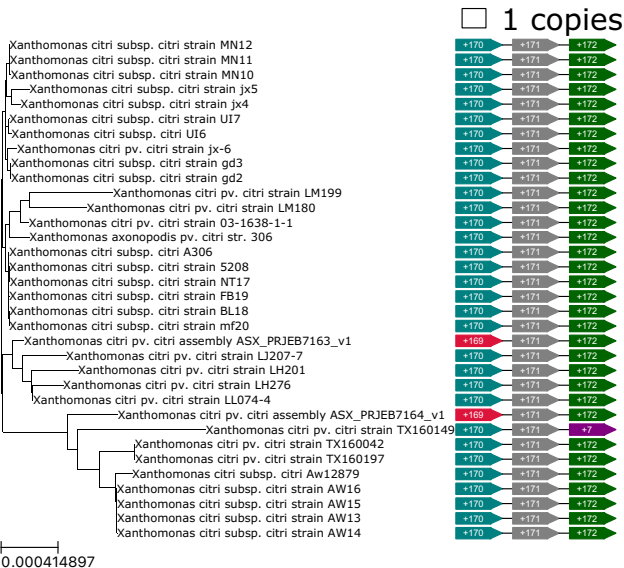 1 copies
Xanthomonas citri subsp. citri strain MN12 +170 +171 +172
Xanthomonas citri subsp. citri strain MN11 +170 +171 +172
Xanthomonas citri subsp. citri strain MN10 +170 +171 +172
Xanthomonas citri subsp. citri strain jx5 +170 +171 +172
Xanthomonas citri subsp. citri strain jx4 +170 +171 +172
Xanthomonas citri subsp. citri strain UI7 +170 +171 +172
Xanthomonas citri subsp. citri UI6 +170 +171 +172
Xanthomonas citri pv. citri strain jx-6 +170 +171 +172
Xanthomonas citri subsp. citri strain gd3 +170 +171 +172
Xanthomonas citri subsp. citri strain gd2 +170 +171 +172
Xanthomonas citri pv. citri strain LM199 +170 +171 +172
Xanthomonas citri pv. citri strain LM180 +170 +171 +172
Xanthomonas citri pv. citri strain 03-1638-1-1 +170 +171 +172
Xanthomonas axonopodis pv. citri str. 306 +170 +171 +172
Xanthomonas citri subsp. citri A306 +170 +171 +172
Xanthomonas citri subsp. citri strain 5208 +170 +171 +172
Xanthomonas citri subsp. citri strain NT17 +170 +171 +172
Xanthomonas citri subsp. citri strain FB19 +170 +171 +172
Xanthomonas citri subsp. citri strain BL18 +170 +171 +172
Xanthomonas citri subsp. citri strain mf20 +170 +171 +172
Xanthomonas citri pv. citri assembly ASX_PRJEB7163_v1 +169 +171 +172
Xanthomonas citri pv. citri strain LJ207-7 +170 +171 +172
Xanthomonas citri pv. citri strain LH201 +170 +171 +172
Xanthomonas citri pv. citri strain LH276 +170 +171 +172
Xanthomonas citri pv. citri strain LL074-4 +170 +171 +172
Xanthomonas citri pv. citri assembly ASX_PRJEB7164_v1 +169 +171 +172
Xanthomonas citri pv. citri strain TX160149 +170 +171 +7
Xanthomonas citri pv. citri strain TX160042 +170 +171 +172
Xanthomonas citri pv. citri strain TX160197 +170 +171 +172
Xanthomonas citri subsp. citri Aw12879 +170 +171 +172
Xanthomonas citri subsp. citri strain AW16 +170 +171 +172
Xanthomonas citri subsp. citri strain AW15 +170 +171 +172
Xanthomonas citri subsp. citri strain AW13 +170 +171 +172
Xanthomonas citri subsp. citri strain AW14 +170 +171 +172
0.000414897